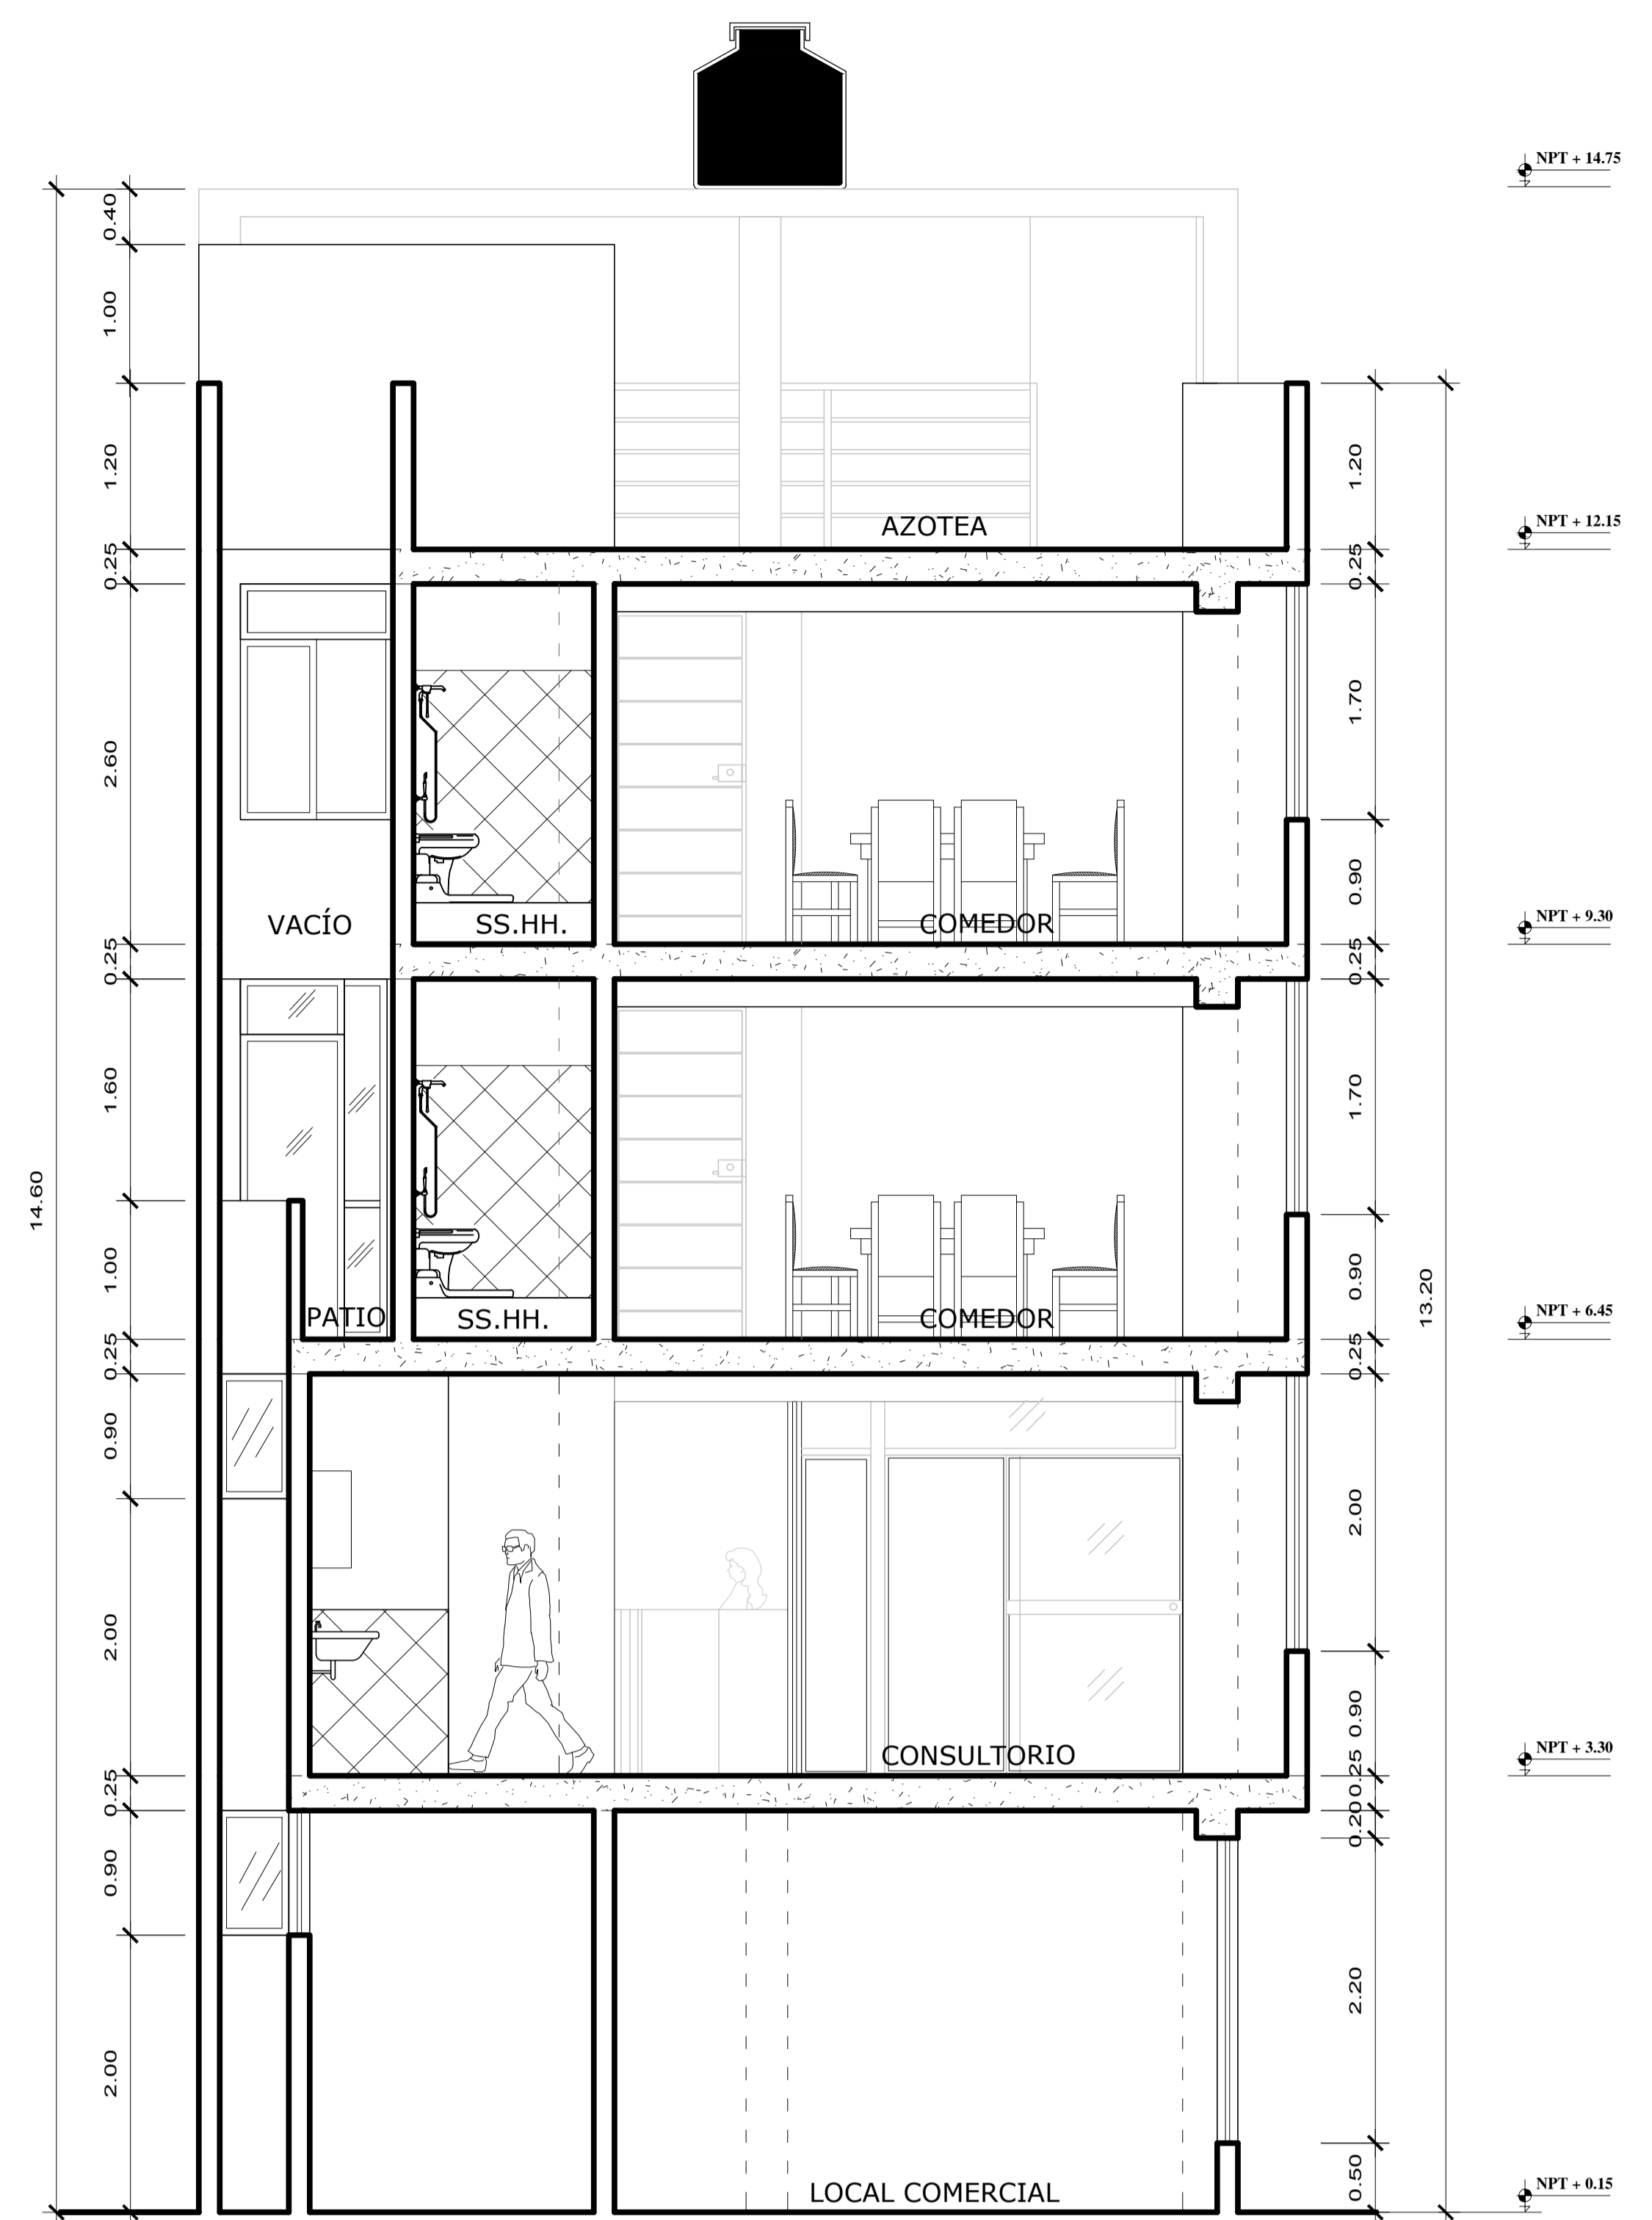 NPT + 14.75
0.40
1.00
1.20
1.20
AZOTEA
NPT + 12.15
0.25
0.25
2.60
1.70
0.90
VACÍO
SS.HH.
COMEDOR
NPT + 9.30
0.25
0.25
1.60
1.70
14.60
1.00
0.90
13.20
PATIO
SS.HH.
COMEDOR
NPT + 6.45
0.25
0.25
0.90
2.00
2.00
0.90
CONSULTORIO
NPT + 3.30
0.25
0.25
0.20
0.90
2.20
2.00
0.50
LOCAL COMERCIAL
NPT + 0.15